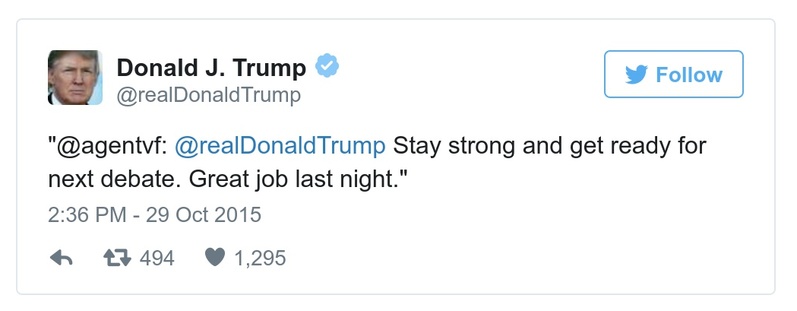 Donald J. Trump
@realDonaldTrump
Follow
"@agentvf: @realDonaldTrump Stay strong and get ready for
next debate. Great job last night."
2:36 PM - 29 Oct 2015
494 1,295